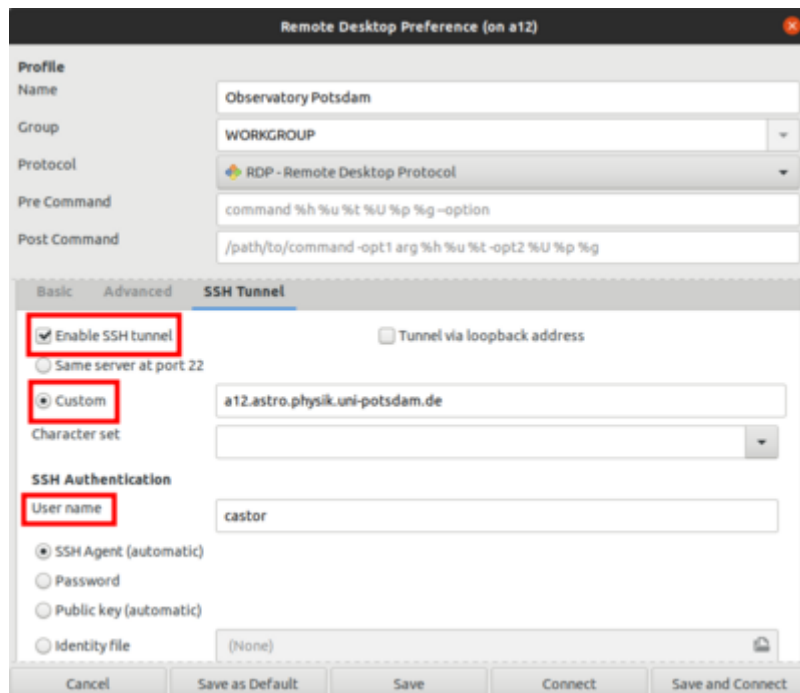 Remote Desktop Preference (on a12)
Profile
Name
Observatory Potsdam
Group
WORKGROUP
Protocol
RDP - Remote Desktop Protocol
Pre Command
command %h %u %t %U %p %g --option
Post Command
/path/to/command -opt1 arg %h %u %t -opt2 %U %p %g
Basic Advanced SSH Tunnel
Enable SSH tunnel Tunnel via loopback address
Same server at port 22
Custom a12.astro.physik.uni-potsdam.de
Character set
SSH Authentication
User name
castor
SSH Agent (automatic)
Password
Public key (automatic)
Identity file (None)
Cancel Save as Default Save Connect Save and Connect